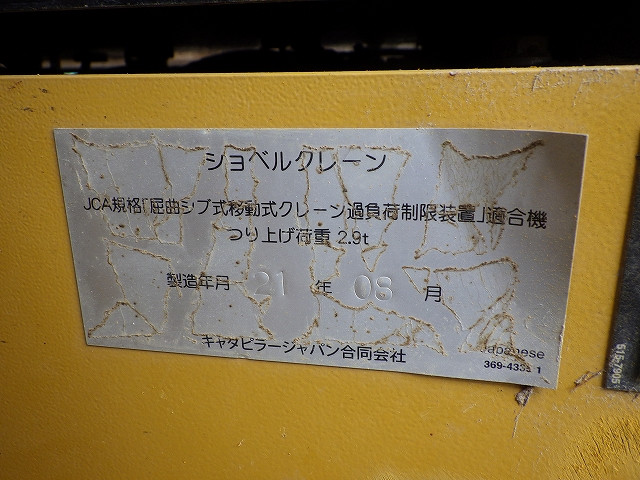 ショベルクレーン
JCA規格「屈曲ジブ式移動式クレーン過負荷制限装置」適合機
つり上げ荷重 2.9t
製造年月 21 年 08 月
キャタピラージャパン合同会社
Japanese
615-7905